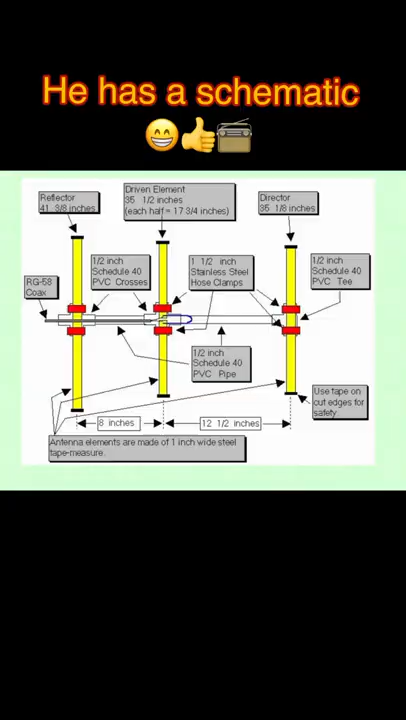 He has a schematic
Reflector
41 3/8 inches
Driven Element
35 1/2 inches
(each half = 17 3/4 inches)
Director
35 1/8 inches
RG-58
Coax
1/2 inch
Schedule 40
PVC Crosses
1 1/2 inch
Stainless Steel
Hose Clamps
1/2 inch
Schedule 40
PVC Tee
1/2 inch
Schedule 40
PVC Pipe
Use tape on
cut edges for
safety.
8 inches
12 1/2 inches
Antenna elements are made of 1 inch wide steel
tape-measure.